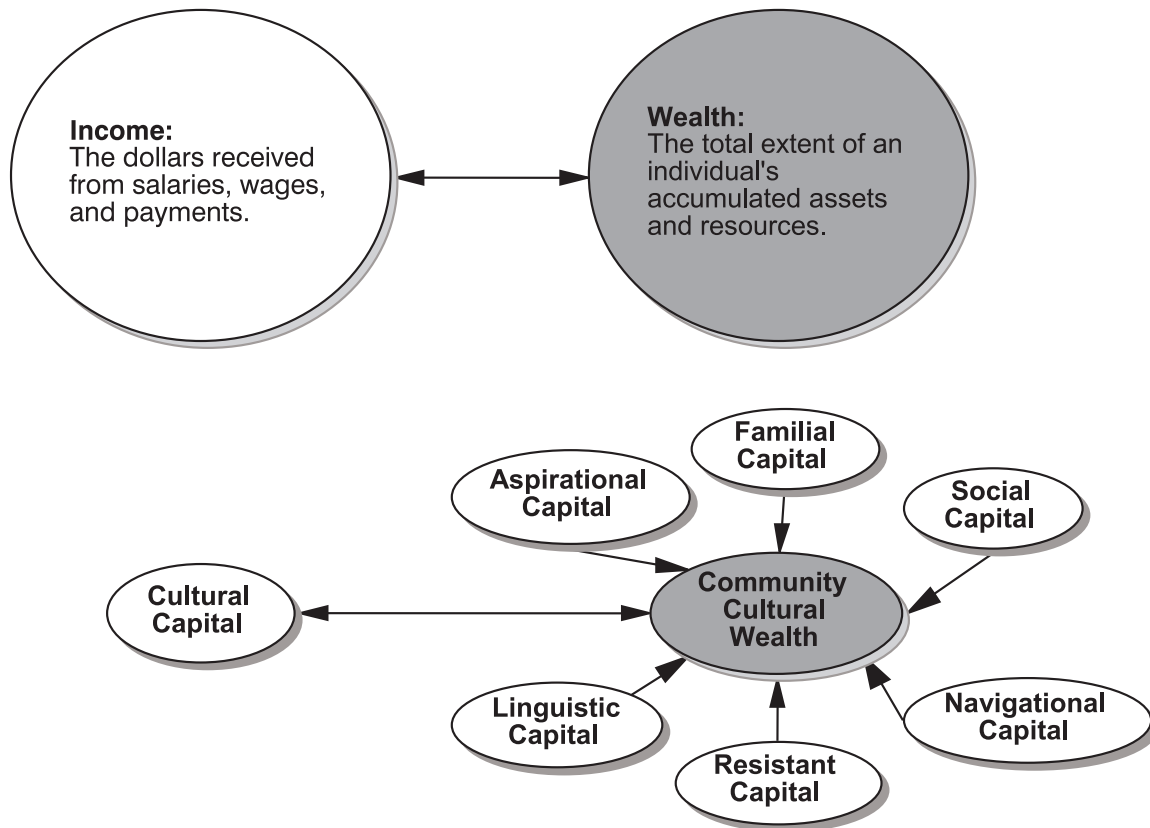 Income:
The dollars received
from salaries, wages,
and payments.
Wealth:
The total extent of an
individual's
accumulated assets
and resources.
Familial
Capital
Aspirational
Capital
Social
Capital
Community
Cultural
Wealth
Cultural
Capital
Linguistic
Capital
Navigational
Capital
Resistant
Capital